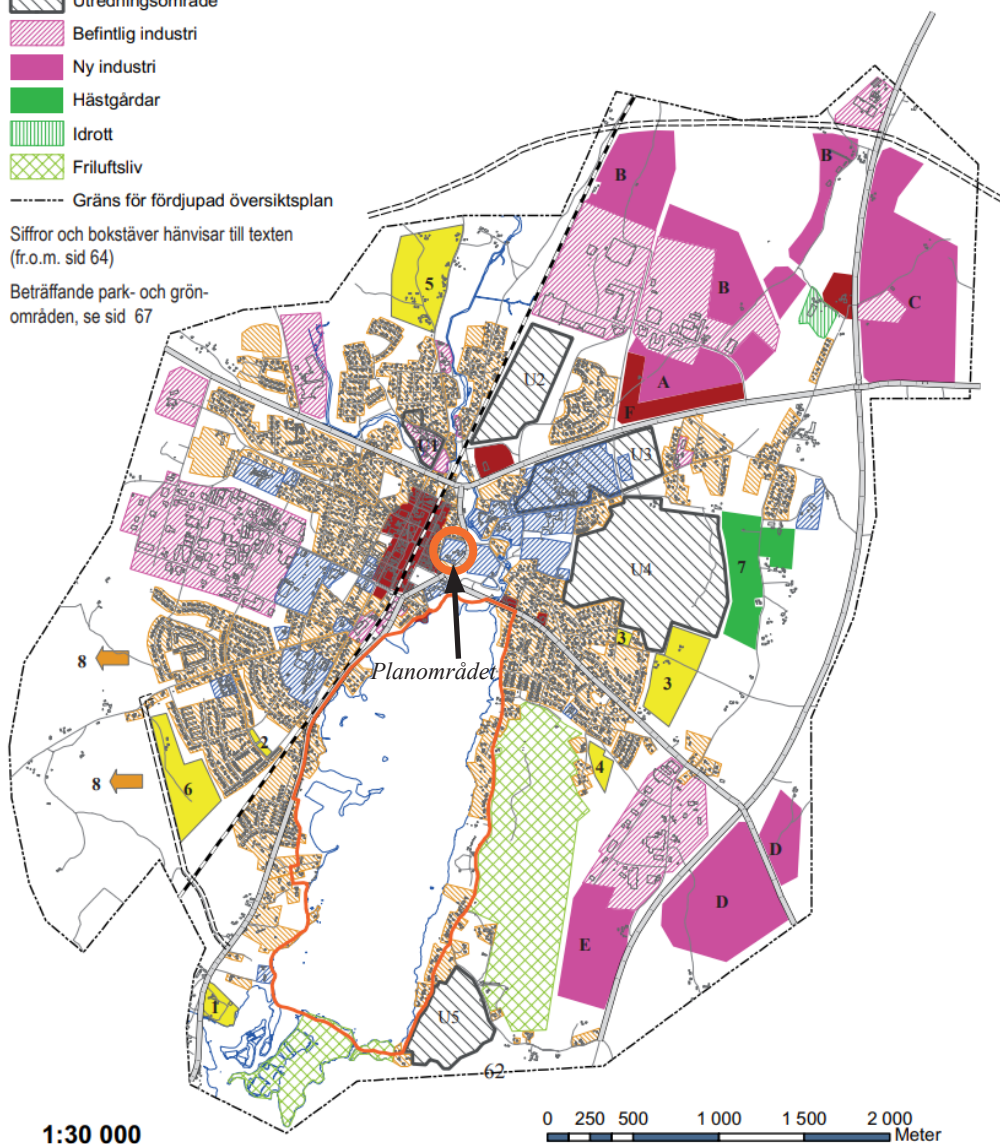 Utredningsområde
Befintlig industri
Ny industri
Hästgårdar
Idrott
Friluftsliv
Gräns för fördjupad översiktsplan
Siffror och bokstäver hänvisar till texten
(fr.o.m. sid 64)
Beträffande park- och grön-
områden, se sid 67
B
B
5
B
C
U2
A
F
U1
U3
U4
7
3
8
Planområdet
3
2
4
8
6
D
D
E
1
U5
62
1:30 000
0 250 500 1 000 1 500 2 000
Meter